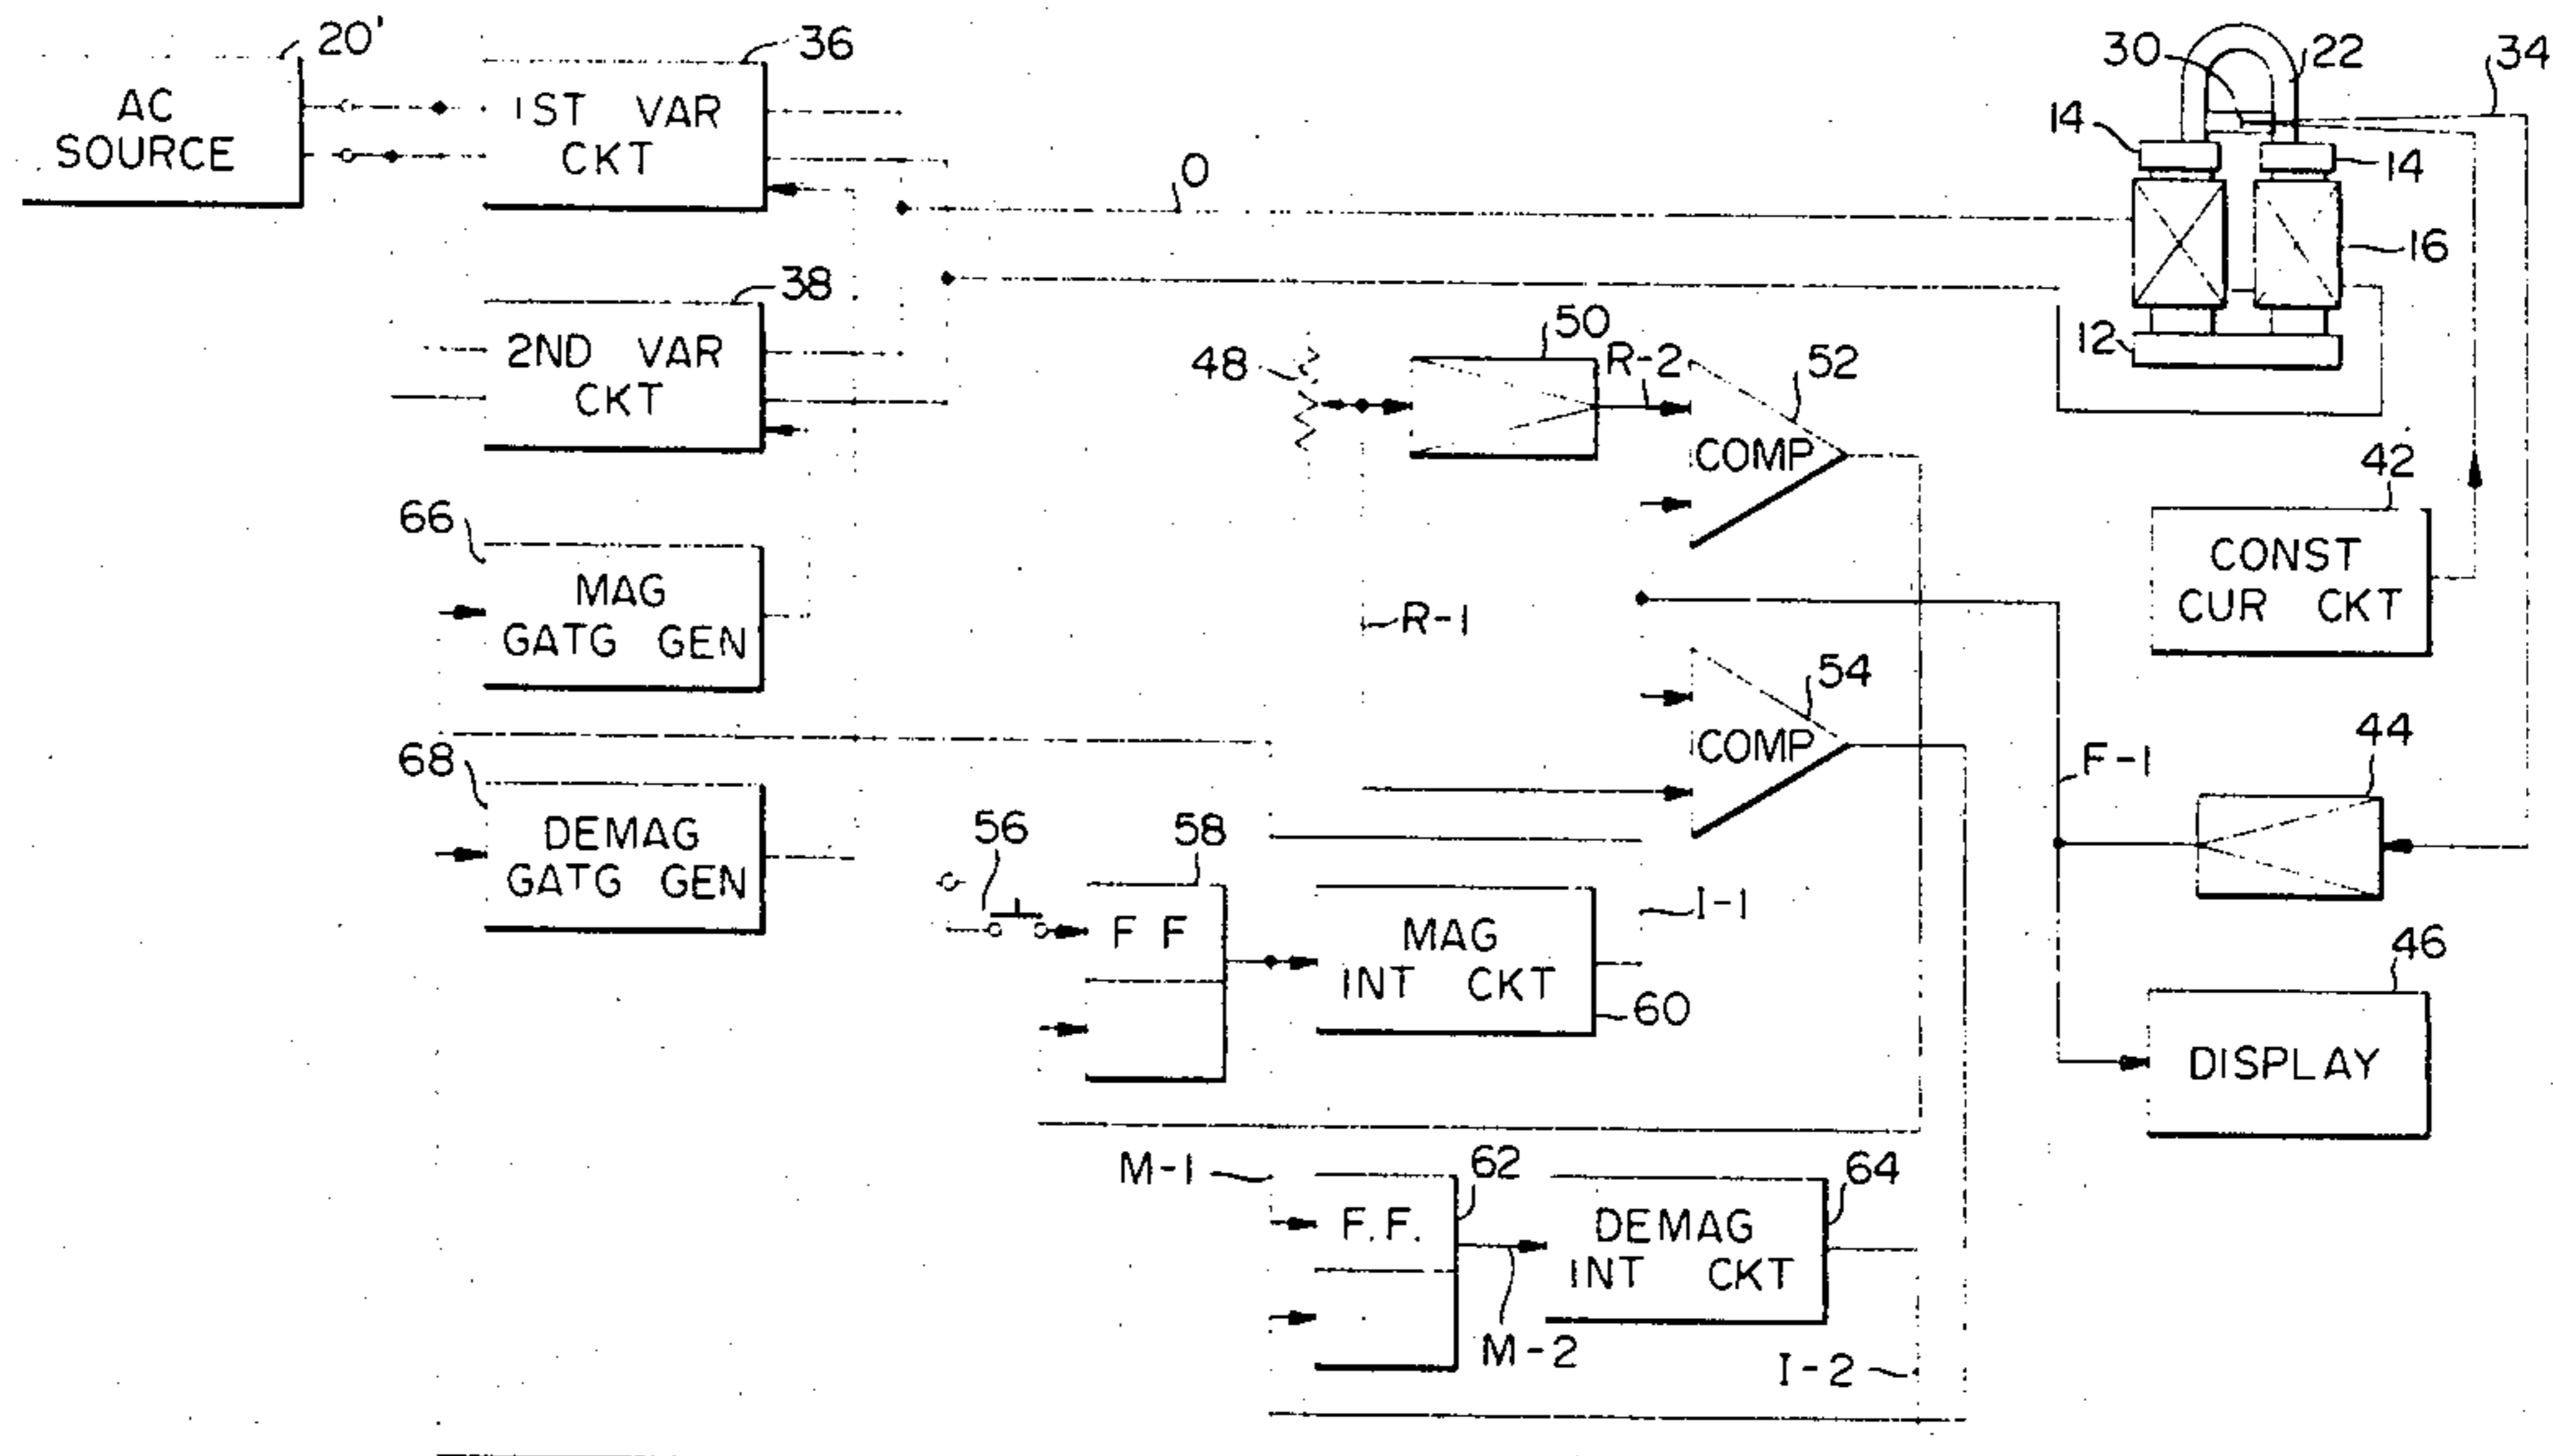 20'
AC
SOURCE
36
1ST VAR
CKT
O
30
22
34
14
14
16
12
38
2ND VAR
CKT
48
50
R-2
52
COMP
42
CONST
CUR CKT
66
MAG
GATG GEN
R-1
54
COMP
F-1
44
68
DEMAG
GATG GEN
56
58
F F
I-1
MAG
INT CKT
60
46
DISPLAY
M-1
62
F.F.
64
DEMAG
INT CKT
M-2
I-2